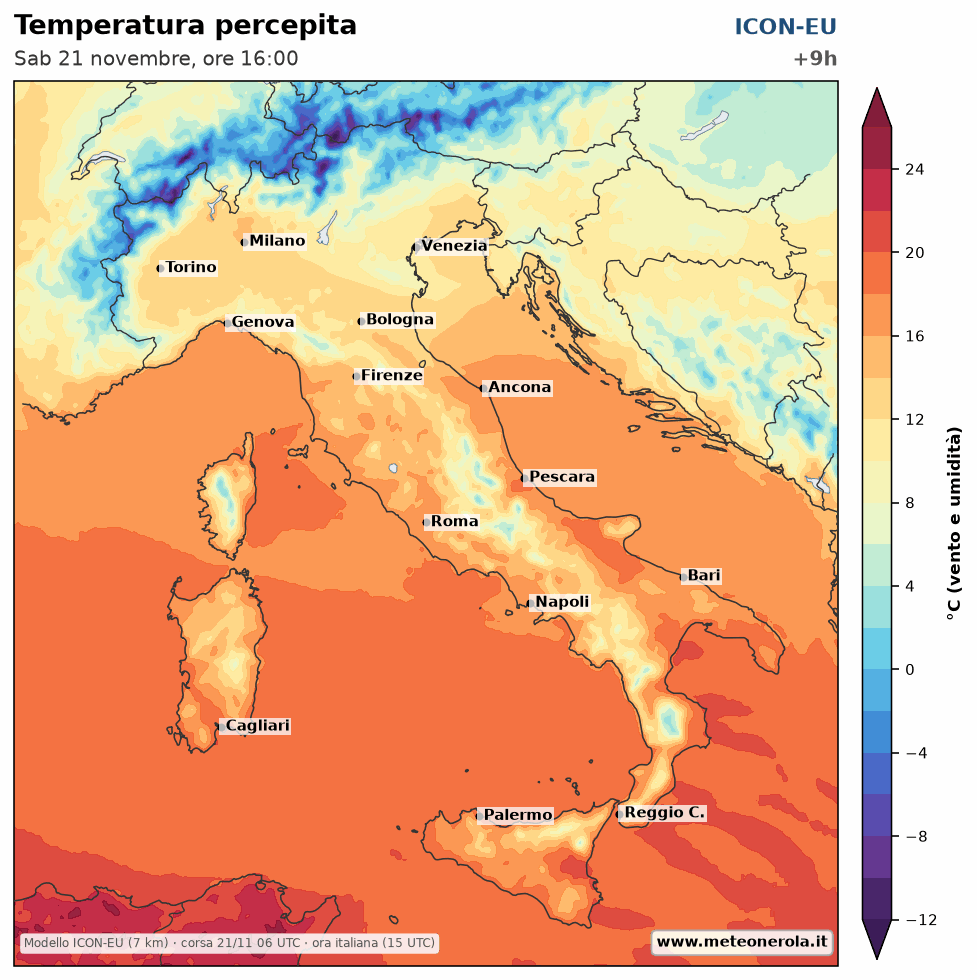 Temperatura percepita
ICON-EU
Sab 21 novembre, ore 16:00
+9h
Milano
Venezia
Torino
Genova
Bologna
Firenze
Ancona
Pescara
Roma
Bari
Napoli
Cagliari
Palermo
Reggio C.
24
20
16
12
8
4
0
−4
−8
−12
°C (vento e umidità)
Modello ICON-EU (7 km) · corsa 21/11 06 UTC · ora italiana (15 UTC)
www.meteonerola.it